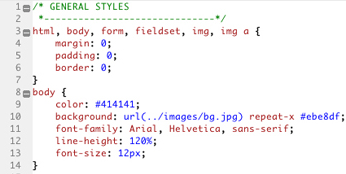 1 /* GENERAL STYLES
2 *------------------------------*/
3 html, body, form, fieldset, img, img a {
4 margin: 0;
5 padding: 0;
6 border: 0;
7 }
8 body {
9 color: #414141;
10 background: url(../images/bg.jpg) repeat-x #ebe8df;
11 font-family: Arial, Helvetica, sans-serif;
12 line-height: 120%;
13 font-size: 12px;
14 }